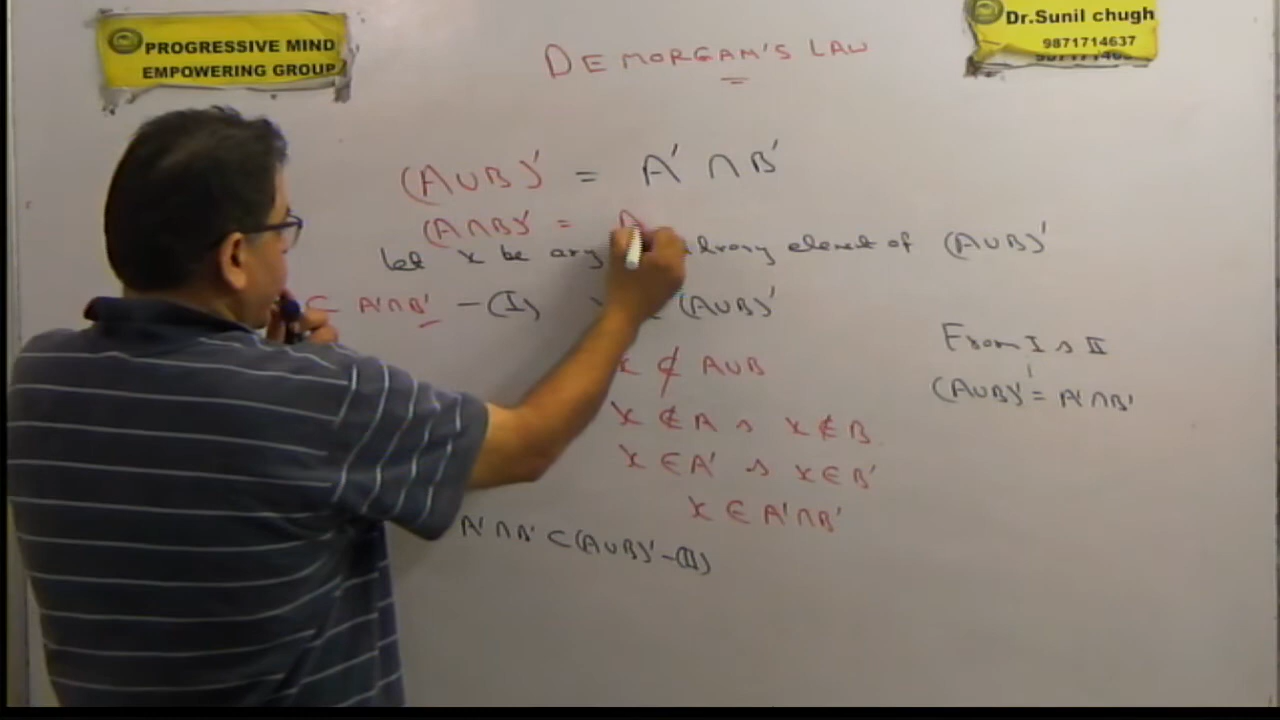 PROGRESSIVE MIND
EMPOWERING GROUP
Dr.Sunil chugh
9871714637
DEMORGAN'S LAW
(A∪B)' = A' ∩ B'
(A∩B)' = A
Let x be any element of (A∪B)'
⊂ A'∩B' -(I) (A∪B)'
x ∉ A∪B
x ∉ A & x ∉ B
x ∈ A' & x ∈ B'
x ∈ A'∩B'
A' ∩ B' ⊂ (A∪B)' -(II)
From I & II
(A∪B)' = A'∩B'